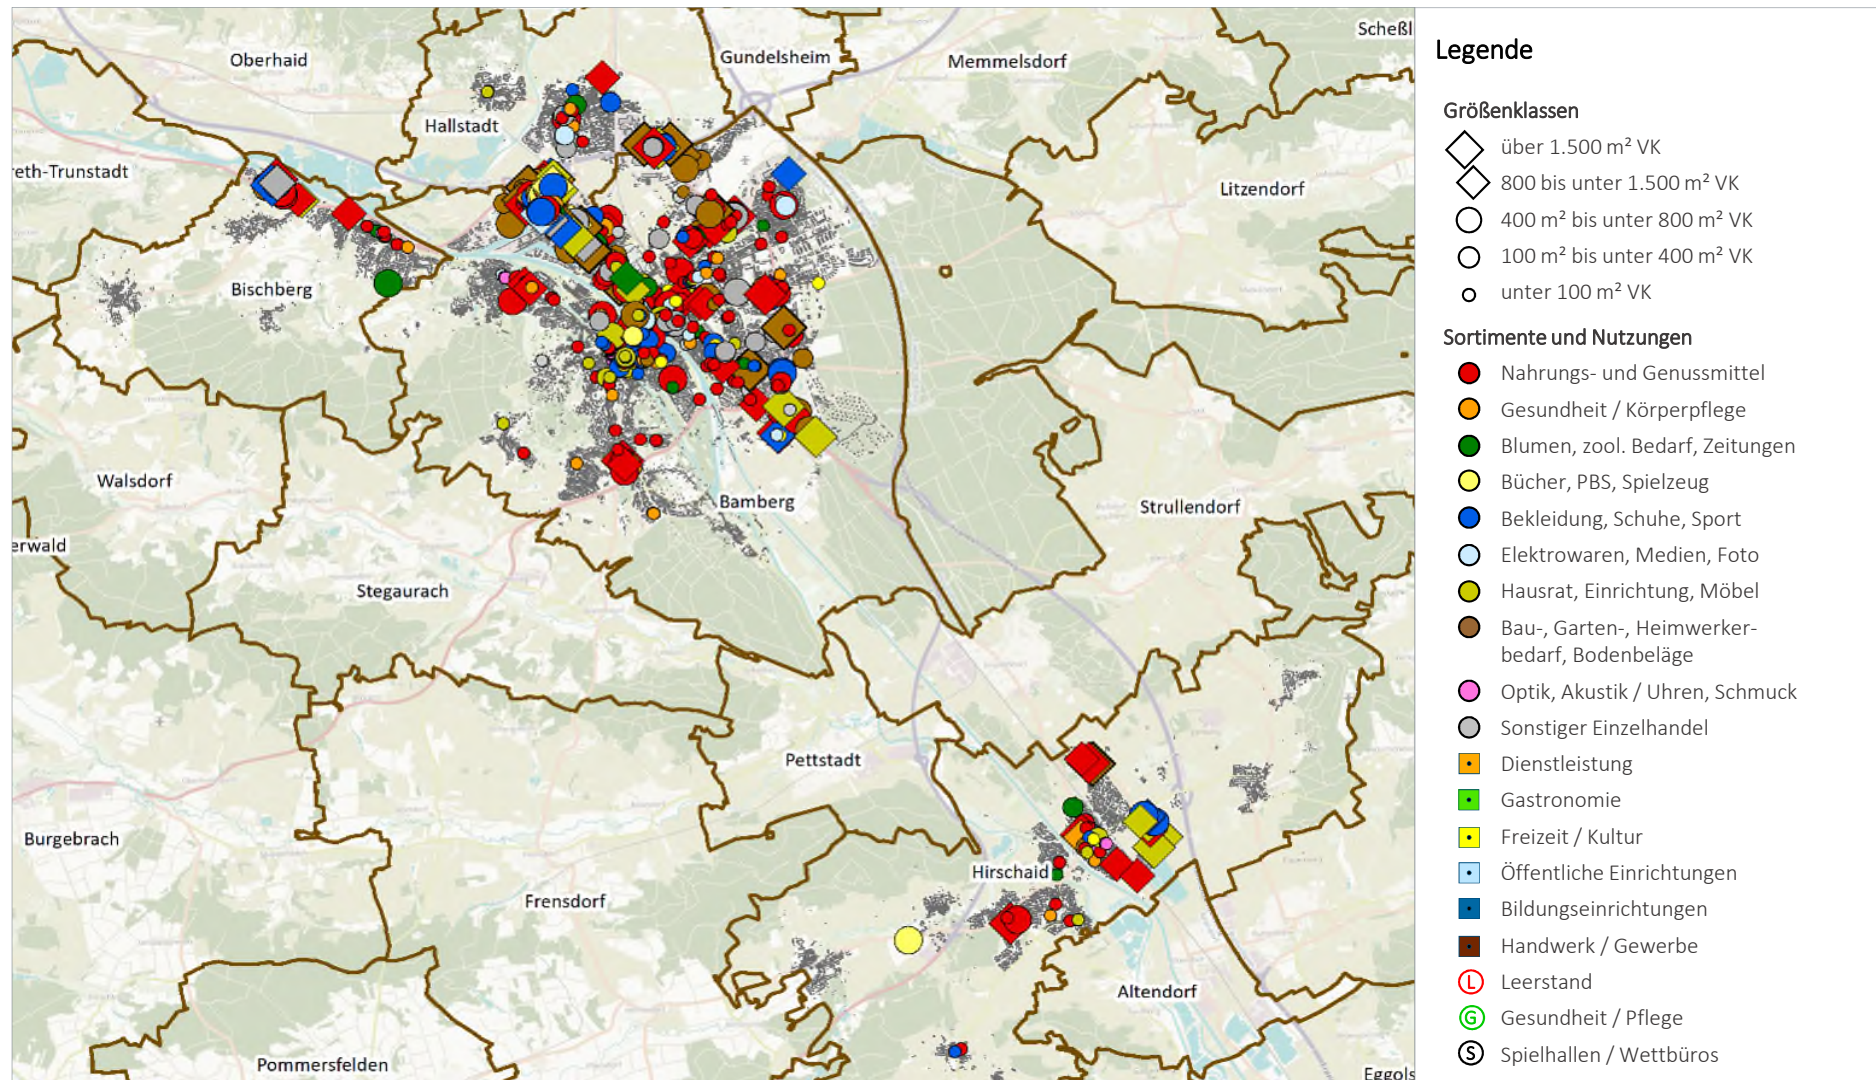 Scheßl
Oberhaid
Gundelsheim
Memmelsdorf
Hallstadt
reth-Trunstadt
Litzendorf
Bischberg
Walsdorf
Bamberg
Strullendorf
erwald
Stegaurach
Pettstadt
Burgebrach
Hirschaid
Frensdorf
Altendorf
Pommersfelden
Eggols
Legende
Größenklassen
über 1.500 m² VK
800 bis unter 1.500 m² VK
400 m² bis unter 800 m² VK
100 m² bis unter 400 m² VK
unter 100 m² VK
Sortimente und Nutzungen
Nahrungs- und Genussmittel
Gesundheit / Körperpflege
Blumen, zool. Bedarf, Zeitungen
Bücher, PBS, Spielzeug
Bekleidung, Schuhe, Sport
Elektrowaren, Medien, Foto
Hausrat, Einrichtung, Möbel
Bau-, Garten-, Heimwerker-
bedarf, Bodenbeläge
Optik, Akustik / Uhren, Schmuck
Sonstiger Einzelhandel
Dienstleistung
Gastronomie
Freizeit / Kultur
Öffentliche Einrichtungen
Bildungseinrichtungen
Handwerk / Gewerbe
L Leerstand
G Gesundheit / Pflege
S Spielhallen / Wettbüros